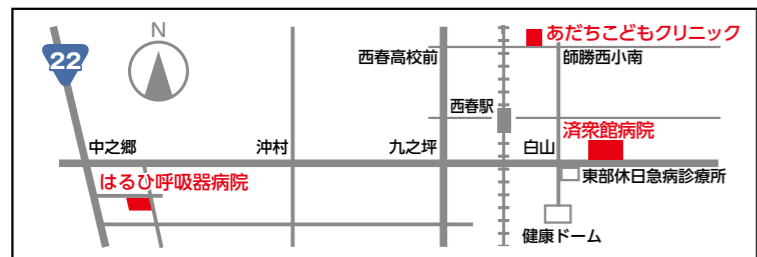 N
あだちこどもクリニック
22
西春高校前
師勝西小南
西春駅
済衆館病院
中之郷
沖村
九之坪
白山
はるひ呼吸器病院
東部休日急病診療所
健康ドーム